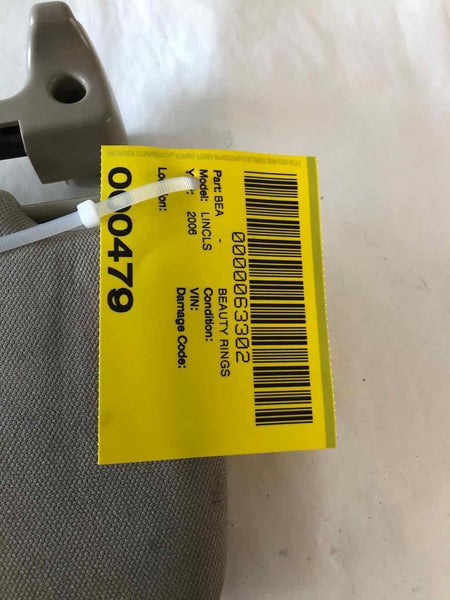 0000063302
Part: BEA - BEAUTY RINGS
Model: LINCLS Condition:
2006 VIN:
Damage Code:
000479